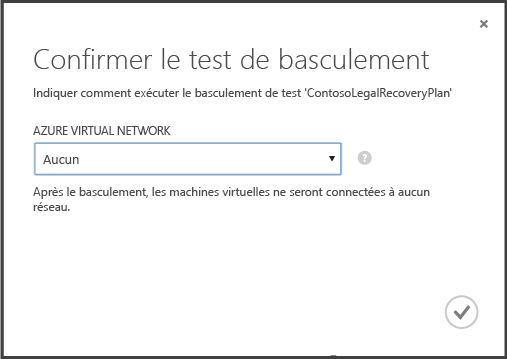 Confirmer le test de basculement
Indiquer comment exécuter le basculement de test 'ContosoLegalRecoveryPlan'
AZURE VIRTUAL NETWORK
Aucun
?
Après le basculement, les machines virtuelles ne seront connectées à aucun
réseau.